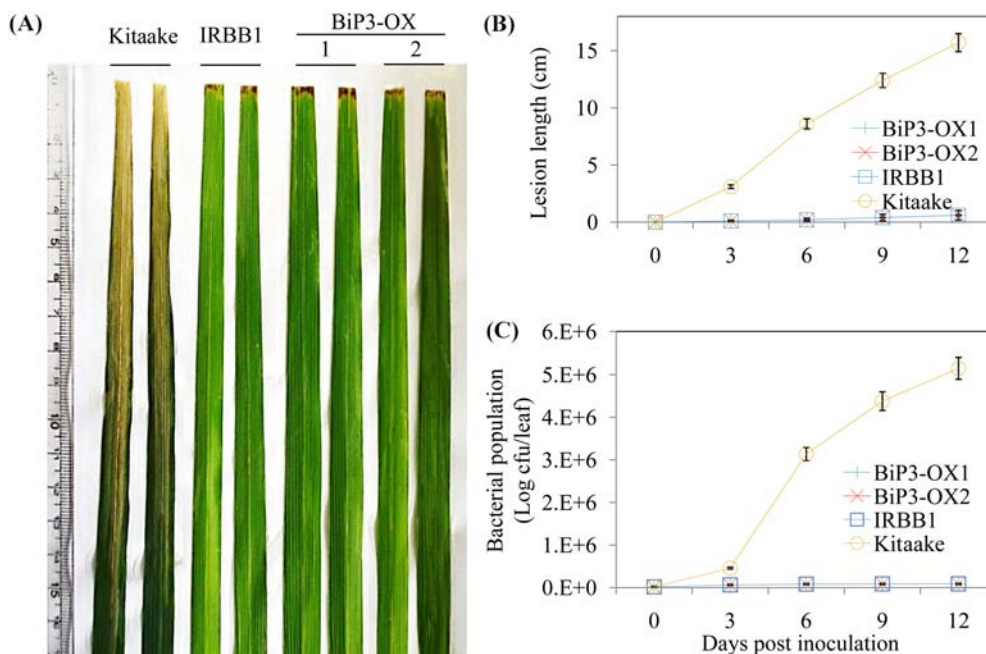 (A)
Kitaake IRBB1 BiP3-OX
1 2
(B)
Lesion length (cm)
15
10
5
0
BiP3-OX1
BiP3-OX2
IRBB1
Kitaake
0 3 6 9 12
(C)
Bacterial population
(Log cfu/leaf)
6.E+6
5.E+6
4.E+6
3.E+6
2.E+6
1.E+6
0.E+0
BiP3-OX1
BiP3-OX2
IRBB1
Kitaake
0 3 6 9 12
Days post inoculation